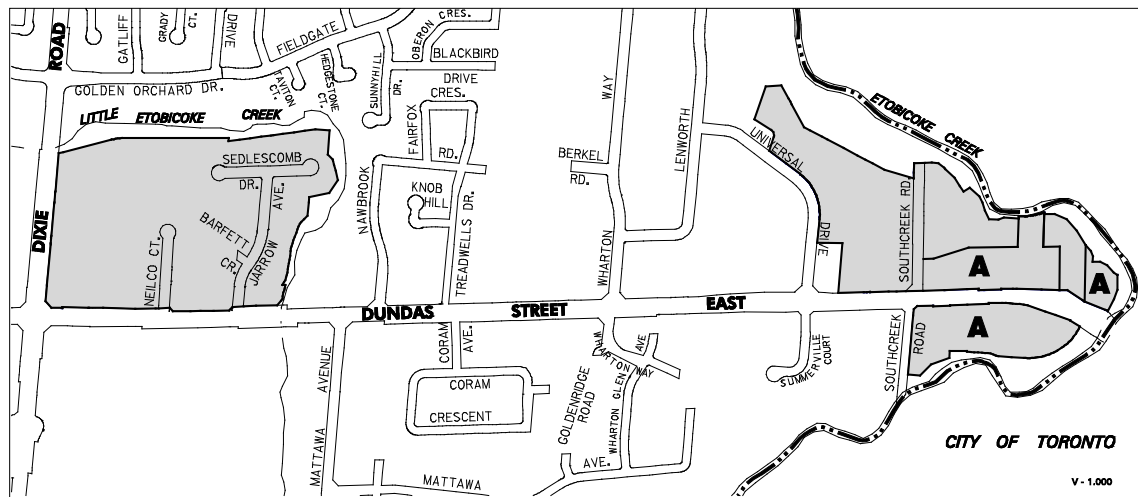 ROAD
GATLIFF
GRADY
CT.
DRIVE
FIELDGATE
OBERON
CRES.
BLACKBIRD
DRIVE
GOLDEN ORCHARD DR.
TAVITON
CT.
HEDGESTONE
CT.
SUNNYHILL
DR.
CRES.
FAIRFOX
RD.
LITTLE ETOBICOKE CREEK
SEDLESCOMB
DR.
AVE.
BARFETT
CR.
JARROW
NEILCO CT.
DIXIE
NAWBROOK
KNOB
HILL
TREADWELLS DR.
BERKEL
RD.
WAY
WHARTON
LENWORTH
UNIVERSAL
DRIVE
ETOBICOKE CREEK
SOUTHCREEK RD.
A
A
A
DUNDAS STREET EAST
CORAM
AVE.
MATTAWA AVENUE
CORAM
CRESCENT
WHARTON WAY
AVE
GOLDENRIDGE
ROAD
WHARTON GLEN
AVE.
MATTAWA
SUMMERVILLE
COURT
SOUTHCREEK
ROAD
CITY OF TORONTO
V - 1.000